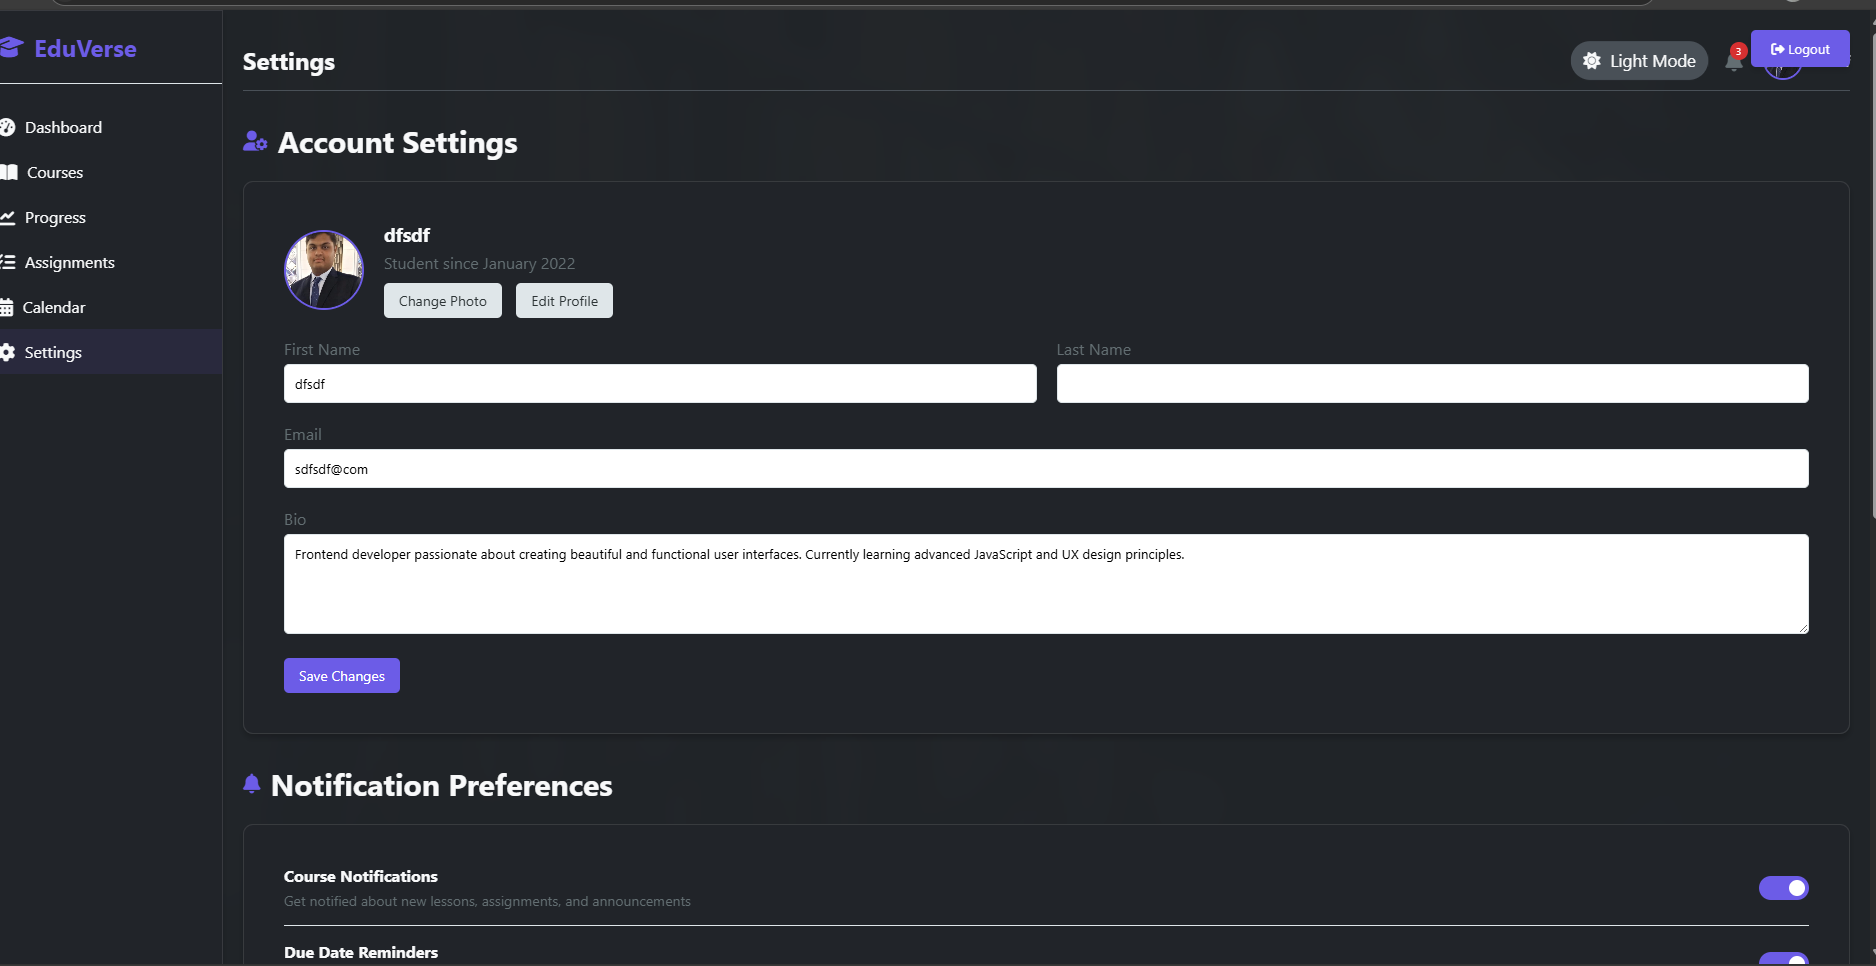 EduVerse
Dashboard
Courses
Progress
Assignments
Calendar
Settings
Settings
Light Mode
3
Logout
Account Settings
dfsdf
Student since January 2022
Change Photo
Edit Profile
First Name
Last Name
dfsdf
Email
sdfsdf@com
Bio
Frontend developer passionate about creating beautiful and functional user interfaces. Currently learning advanced JavaScript and UX design principles.
Save Changes
Notification Preferences
Course Notifications
Get notified about new lessons, assignments, and announcements
Due Date Reminders